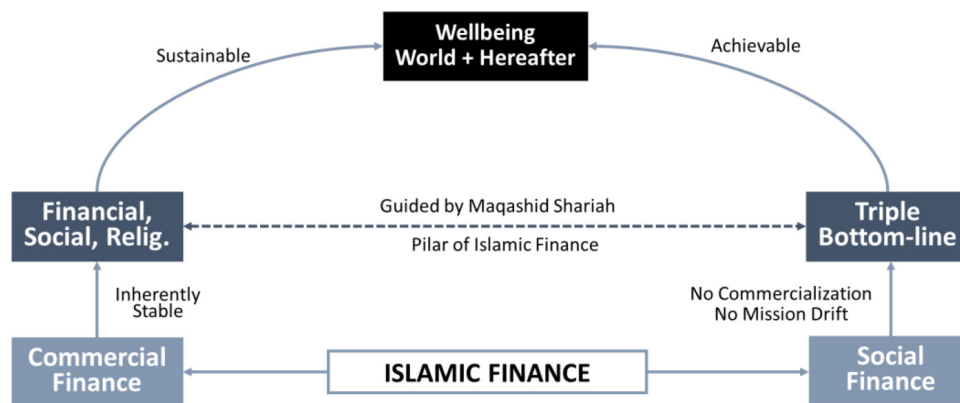 Wellbeing
World + Hereafter
Sustainable
Achievable
Financial,
Social, Relig.
Guided by Maqashid Shariah
Pilar of Islamic Finance
Triple
Bottom-line
Inherently
Stable
No Commercialization
No Mission Drift
Commercial
Finance
ISLAMIC FINANCE
Social
Finance